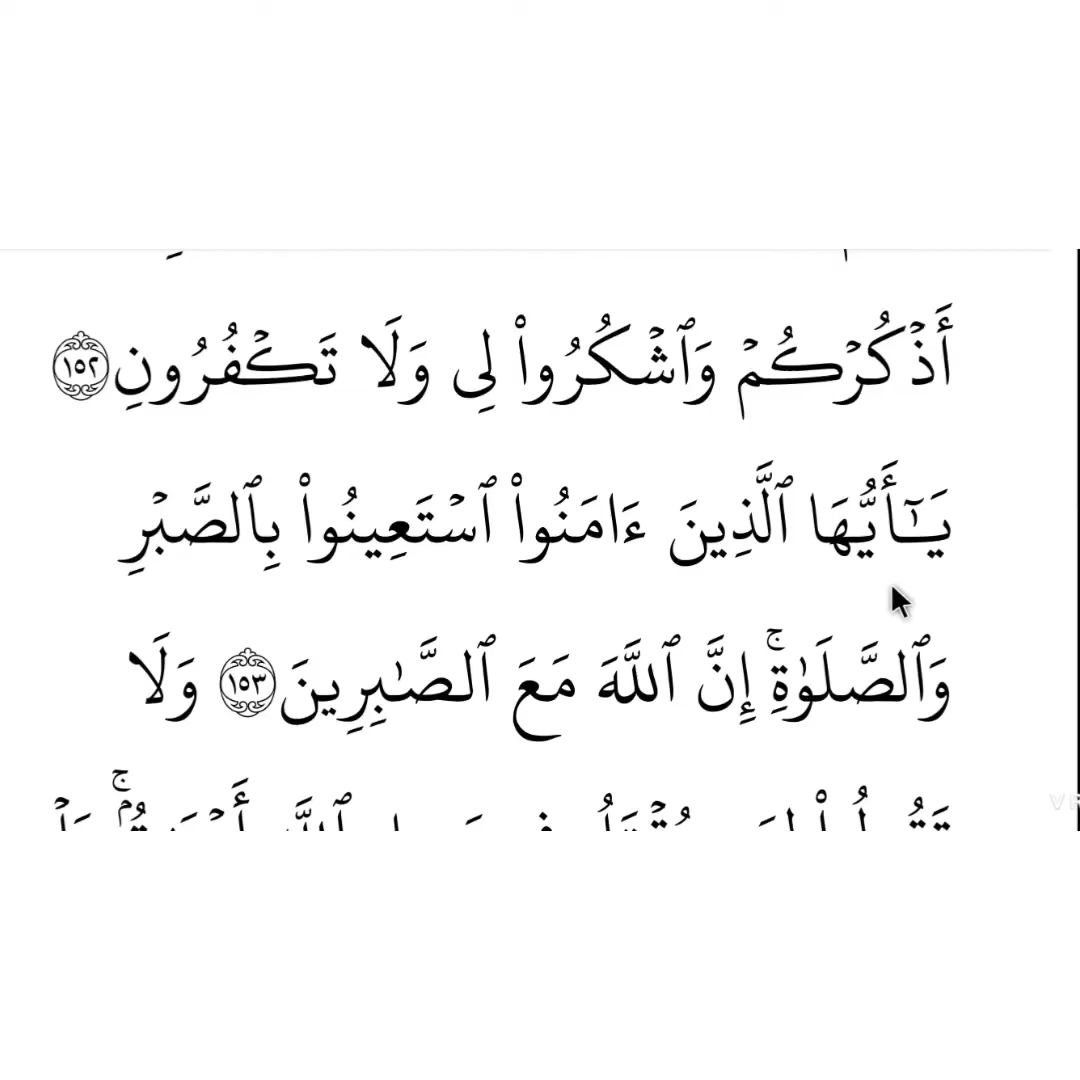 أَذْكُرْكُمْ وَٱشْكُرُوا۟ لِى وَلَا تَكْفُرُونِ ١٥٢
يَـٰٓأَيُّهَا ٱلَّذِينَ ءَامَنُوا۟ ٱسْتَعِينُوا۟ بِٱلصَّبْرِ
وَٱلصَّلَوٰةِ ۚ إِنَّ ٱللَّهَ مَعَ ٱلصَّـٰبِرِينَ ١٥٣ وَلَا